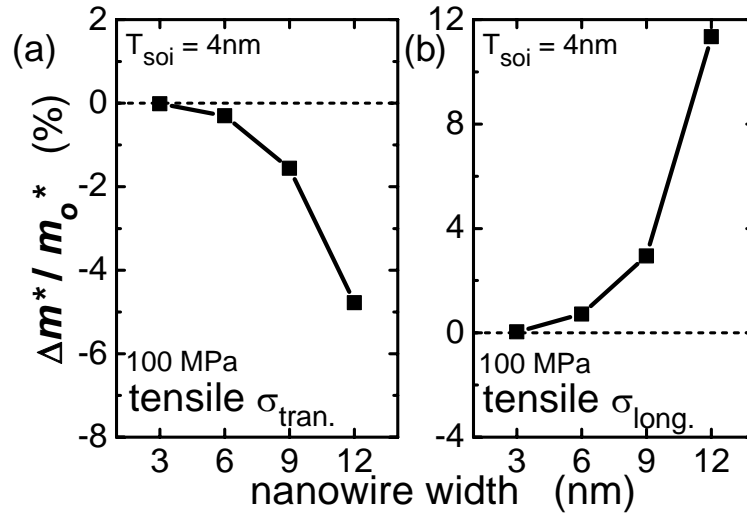 (a)
T_soi = 4nm
100 MPa
tensile σ_tran.
2
0
-2
-4
-6
-8
3 6 9 12
Δm* / m_o* (%)
(b)
T_soi = 4nm
100 MPa
tensile σ_long.
12
8
4
0
-4
3 6 9 12
nanowire width (nm)